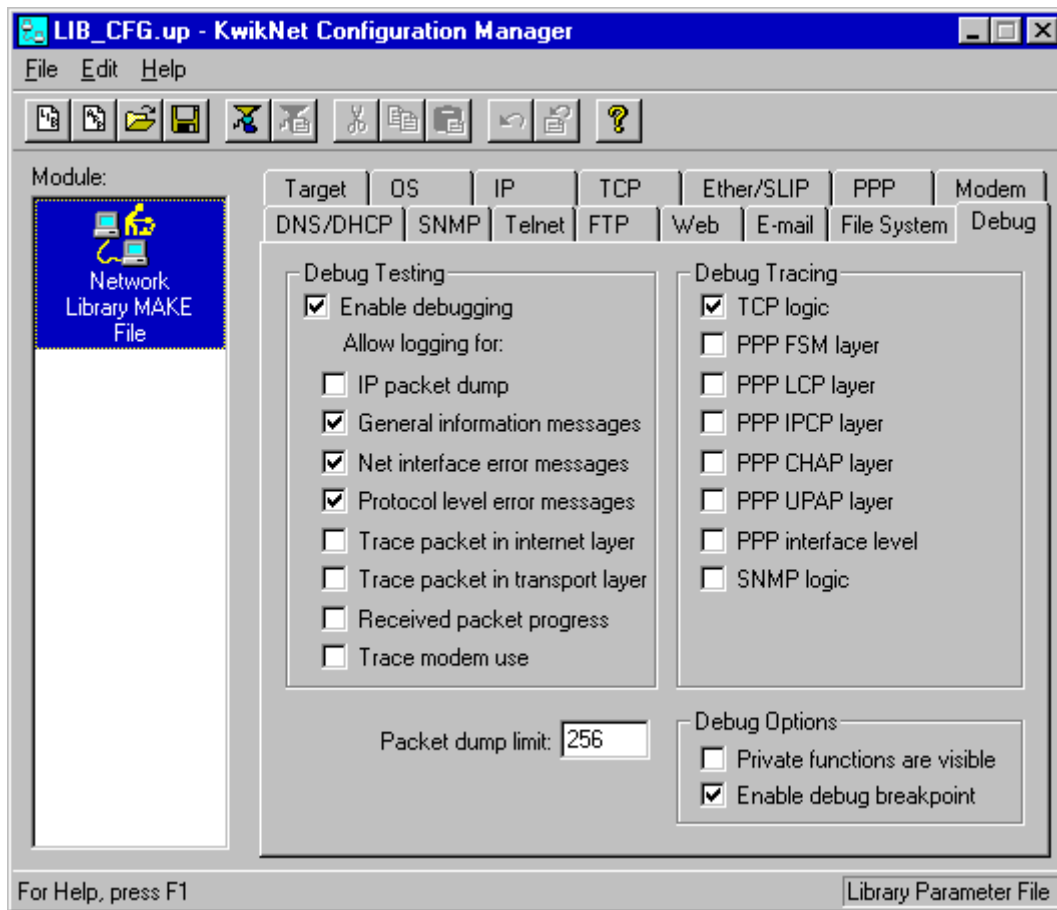 LIB_CFG.up - KwikNet Configuration Manager
File Edit Help
Module:
Network
Library MAKE
File
Target OS IP TCP Ether/SLIP PPP Modem
DNS/DHCP SNMP Telnet FTP Web E-mail File System Debug
Debug Testing
Enable debugging
Allow logging for:
IP packet dump
General information messages
Net interface error messages
Protocol level error messages
Trace packet in internet layer
Trace packet in transport layer
Received packet progress
Trace modem use
Packet dump limit: 256
Debug Tracing
TCP logic
PPP FSM layer
PPP LCP layer
PPP IPCP layer
PPP CHAP layer
PPP UPAP layer
PPP interface level
SNMP logic
Debug Options
Private functions are visible
Enable debug breakpoint
For Help, press F1
Library Parameter File